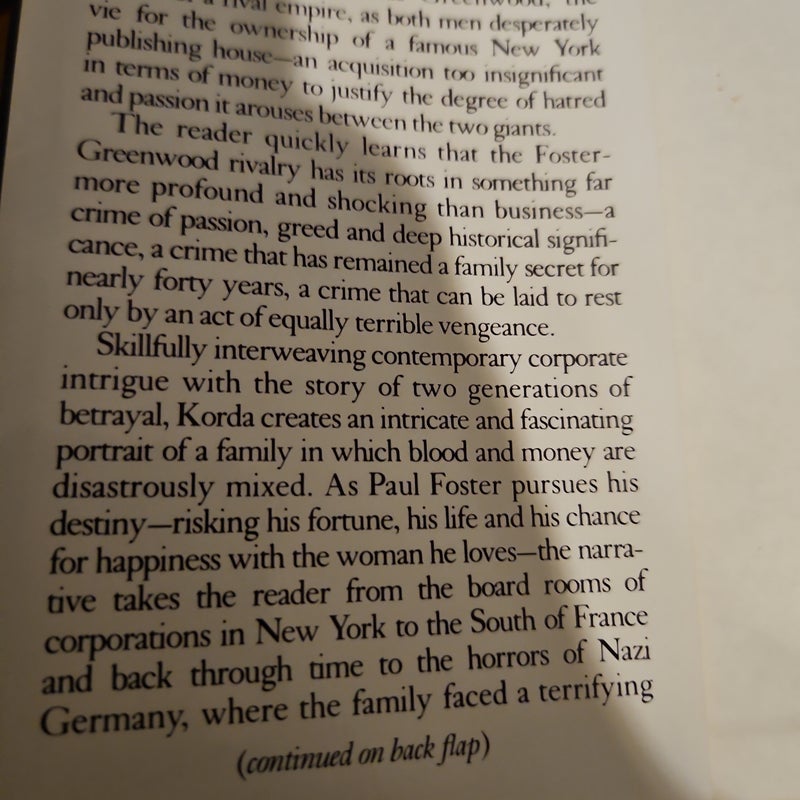 rival empire, as both men desperately
vie for the ownership of a famous New York
publishing house—an acquisition too insignificant
in terms of money to justify the degree of hatred
and passion it arouses between the two giants.
The reader quickly learns that the Foster-
Greenwood rivalry has its roots in something far
more profound and shocking than business—a
crime of passion, greed and deep historical signifi-
cance, a crime that has remained a family secret for
nearly forty years, a crime that can be laid to rest
only by an act of equally terrible vengeance.
Skillfully interweaving contemporary corporate
intrigue with the story of two generations of
betrayal, Korda creates an intricate and fascinating
portrait of a family in which blood and money are
disastrously mixed. As Paul Foster pursues his
destiny—risking his fortune, his life and his chance
for happiness with the woman he loves—the narra-
tive takes the reader from the board rooms of
corporations in New York to the South of France
and back through time to the horrors of Nazi
Germany, where the family faced a terrifying
(continued on back flap)